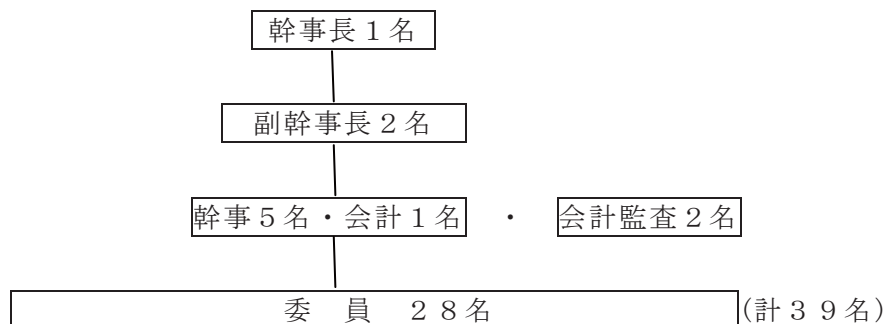 幹事長１名
副幹事長２名
幹事５名・会計１名 ・ 会計監査２名
委 員 ２８名 (計３９名)